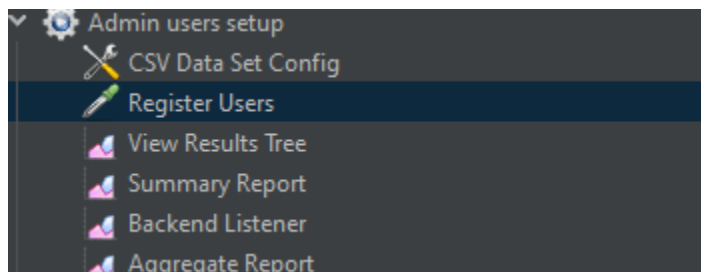 Admin users setup
CSV Data Set Config
Register Users
View Results Tree
Summary Report
Backend Listener
Aggregate Report